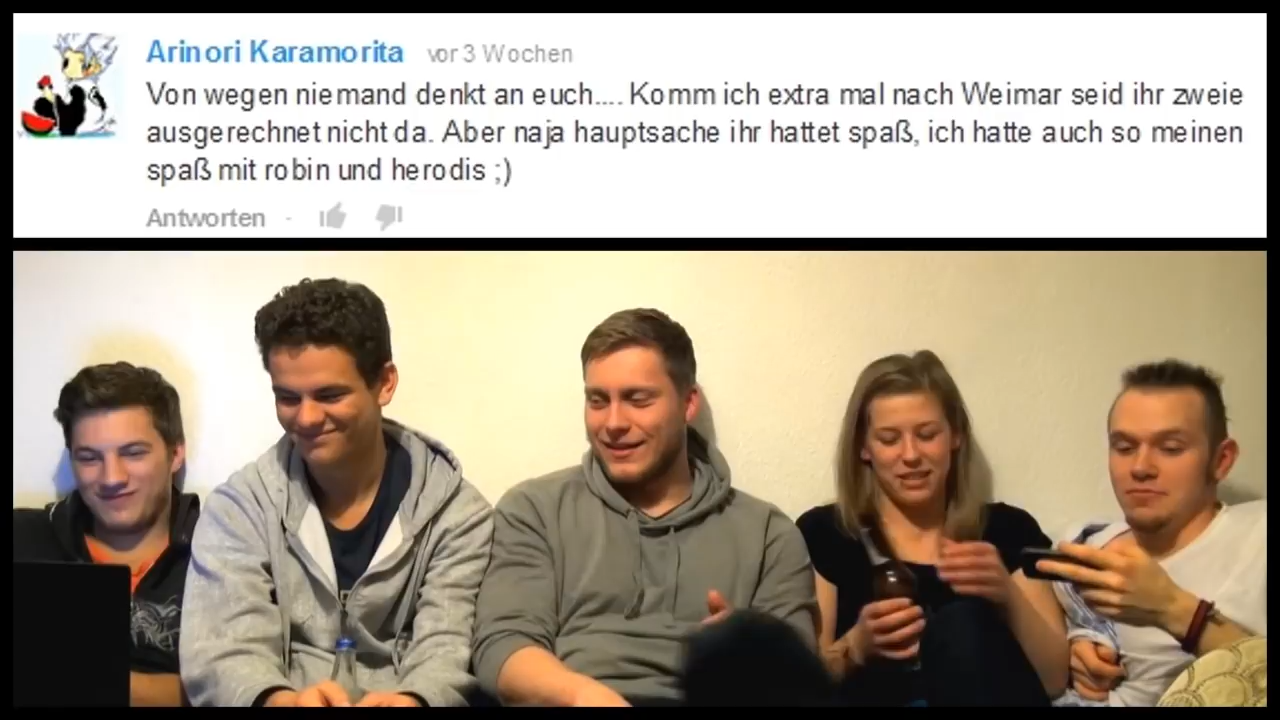 Arinori Karamorita vor 3 Wochen
Von wegen niemand denkt an euch.... Komm ich extra mal nach Weimar seid ihr zweie
ausgerechnet nicht da. Aber naja hauptsache ihr hattet spaß, ich hatte auch so meinen
spaß mit robin und herodis ;)
Antworten ·